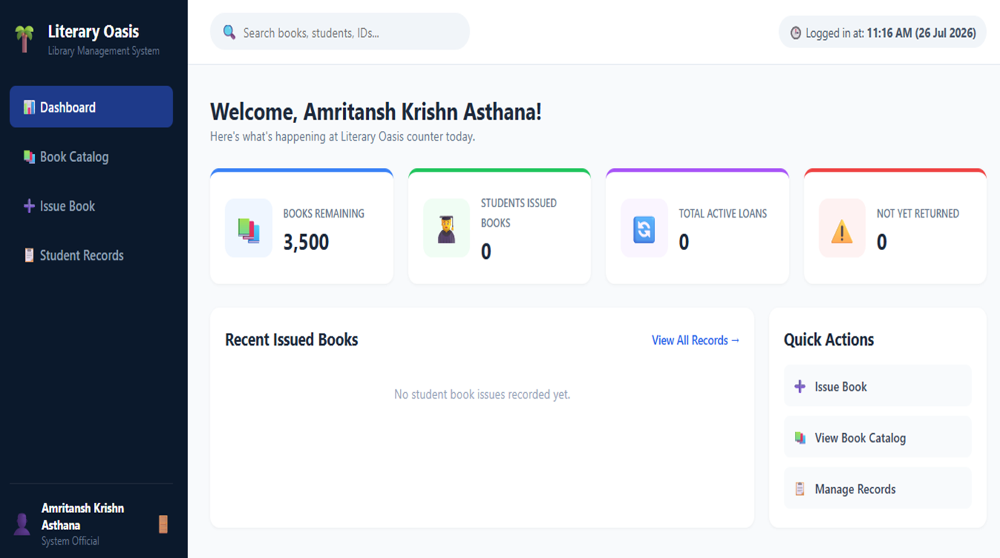 Literary Oasis
Library Management System
Dashboard
Book Catalog
Issue Book
Student Records
Amritansh Krishn
Asthana
System Official
Search books, students, IDs...
Logged in at: 11:16 AM (26 Jul 2026)
Welcome, Amritansh Krishn Asthana!
Here's what's happening at Literary Oasis counter today.
BOOKS REMAINING
3,500
STUDENTS ISSUED
BOOKS
0
TOTAL ACTIVE LOANS
0
NOT YET RETURNED
0
Recent Issued Books
View All Records →
No student book issues recorded yet.
Quick Actions
Issue Book
View Book Catalog
Manage Records